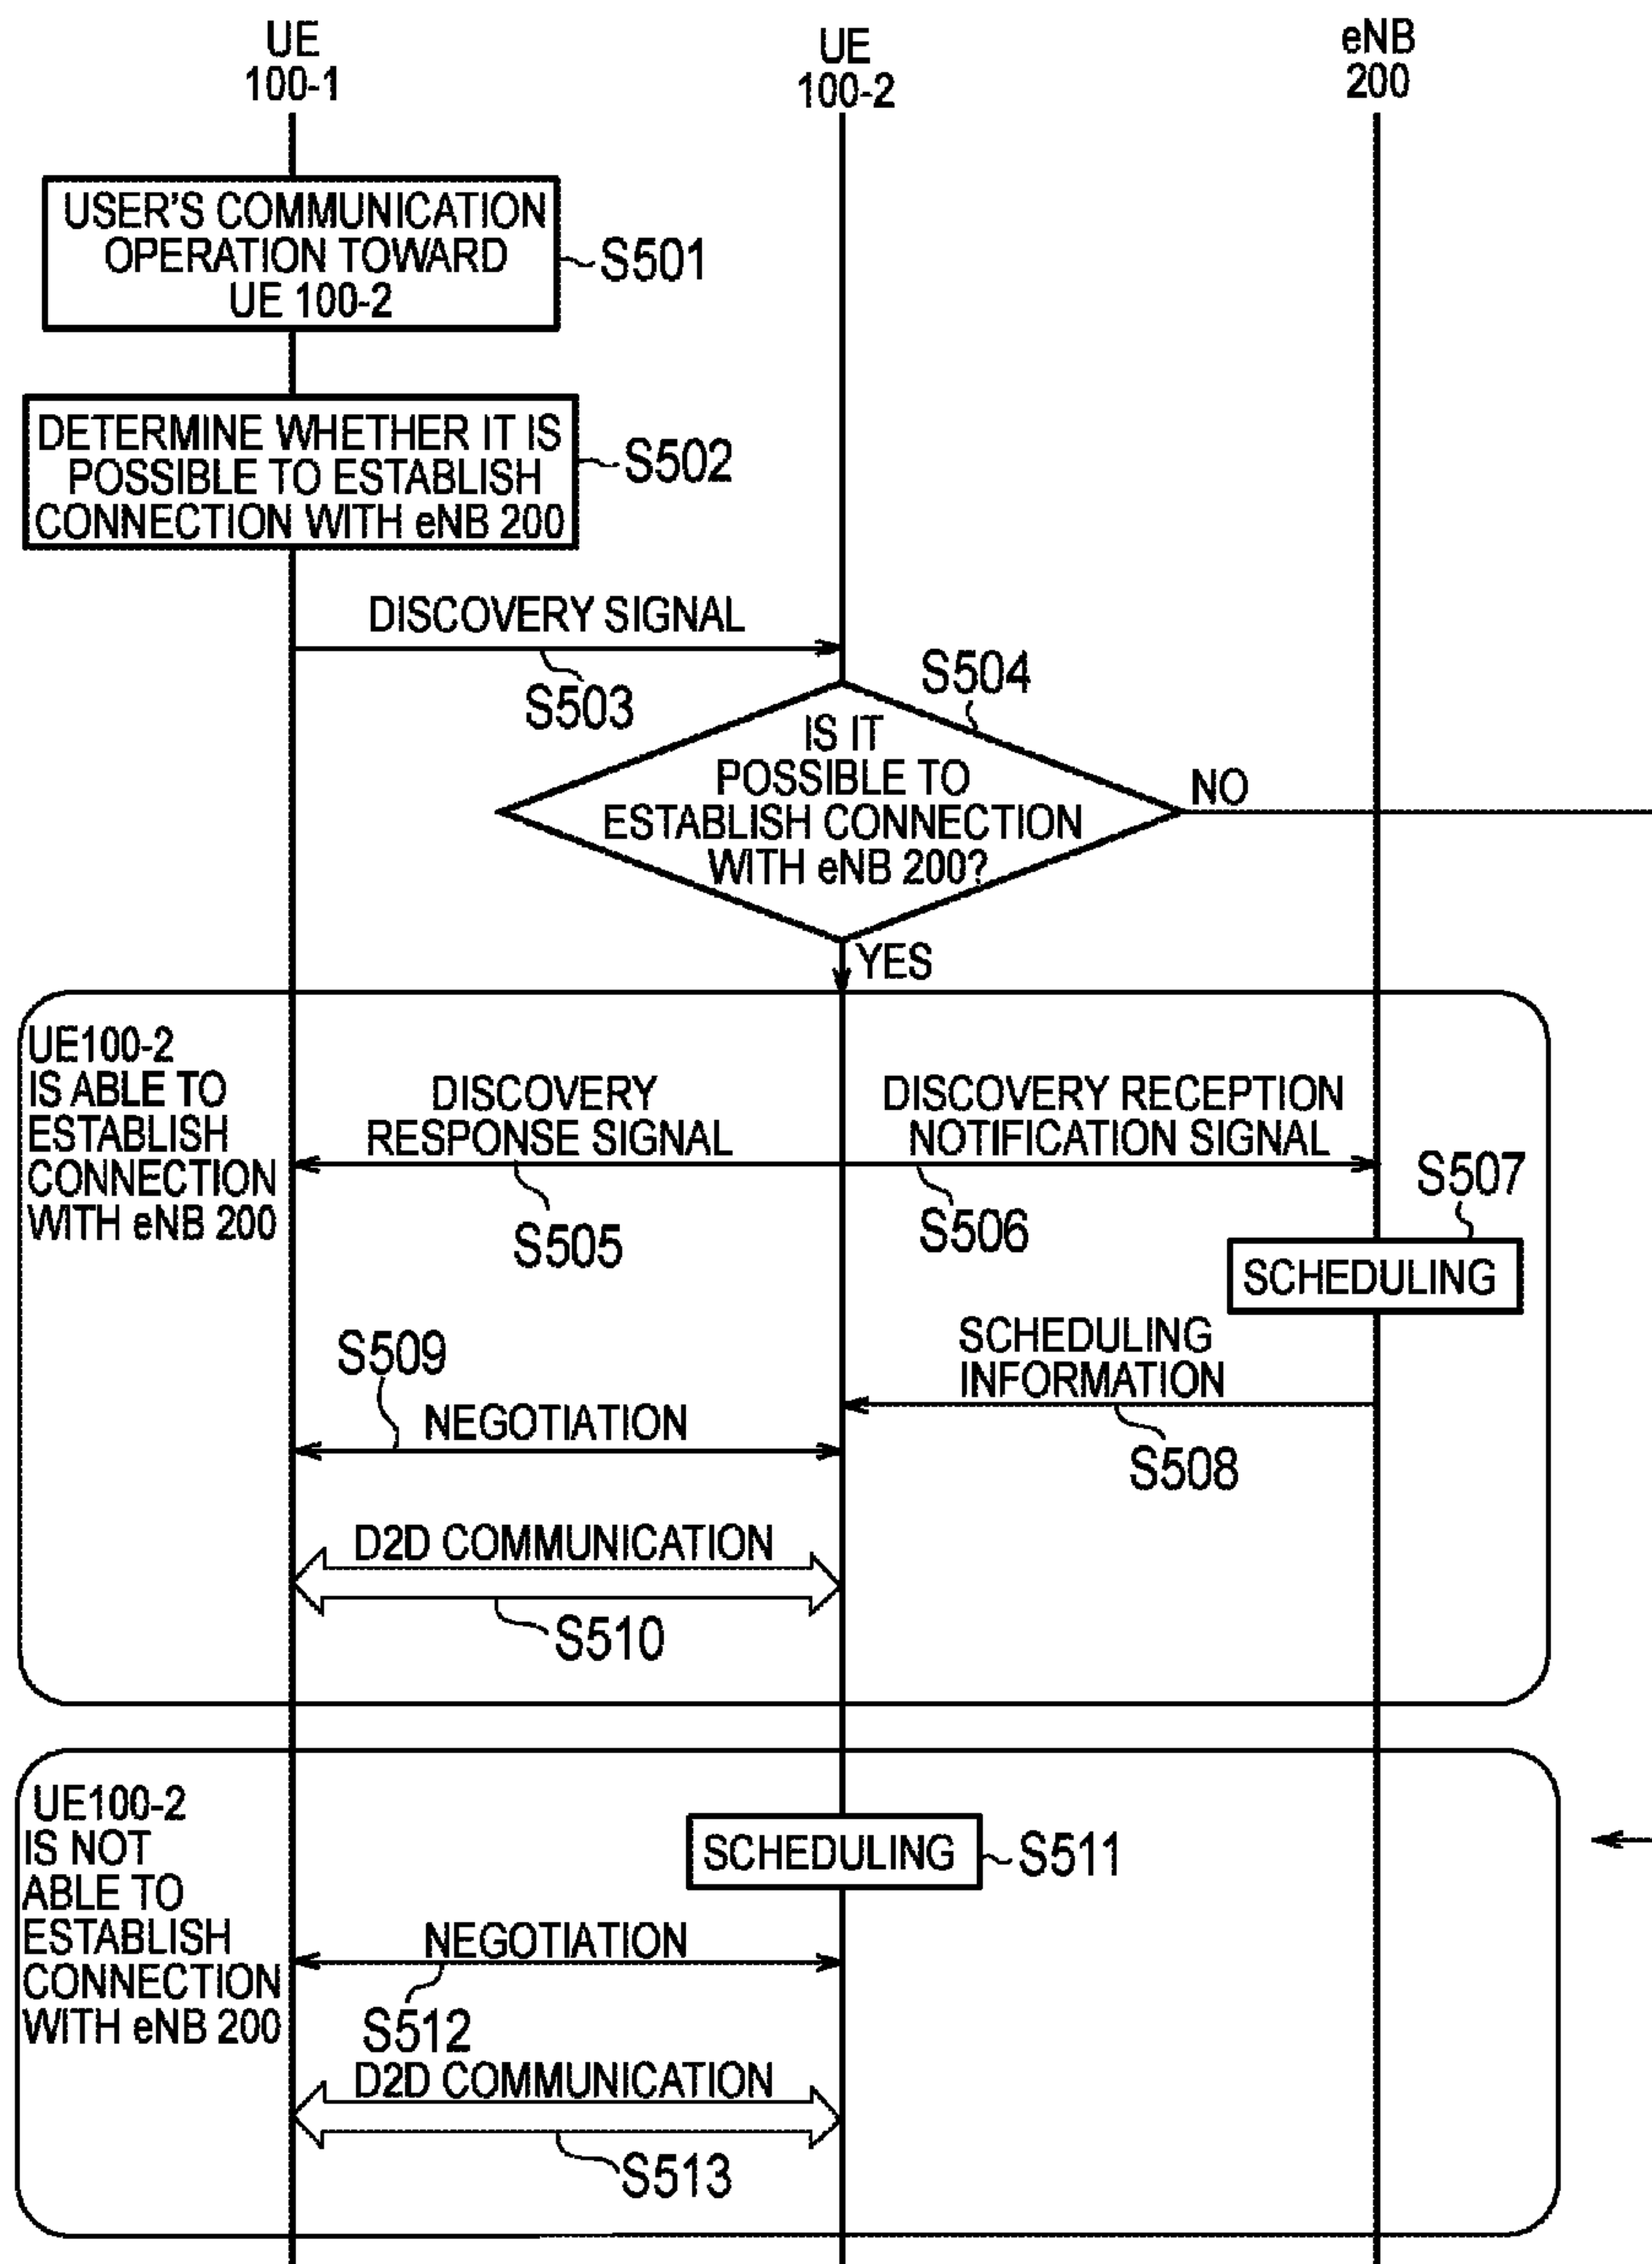 UE
100-1
UE
100-2
eNB
200
USER'S COMMUNICATION
OPERATION TOWARD
UE 100-2
S501
DETERMINE WHETHER IT IS
POSSIBLE TO ESTABLISH
CONNECTION WITH eNB 200
S502
DISCOVERY SIGNAL
S503
S504
IS IT
POSSIBLE TO
ESTABLISH CONNECTION
WITH eNB 200?
NO
YES
UE100-2
IS ABLE TO
ESTABLISH
CONNECTION
WITH eNB 200
DISCOVERY
RESPONSE SIGNAL
S505
DISCOVERY RECEPTION
NOTIFICATION SIGNAL
S506
S507
SCHEDULING
SCHEDULING
INFORMATION
S508
S509
NEGOTIATION
D2D COMMUNICATION
S510
UE100-2
IS NOT
ABLE TO
ESTABLISH
CONNECTION
WITH eNB 200
SCHEDULING
S511
NEGOTIATION
S512
D2D COMMUNICATION
S513